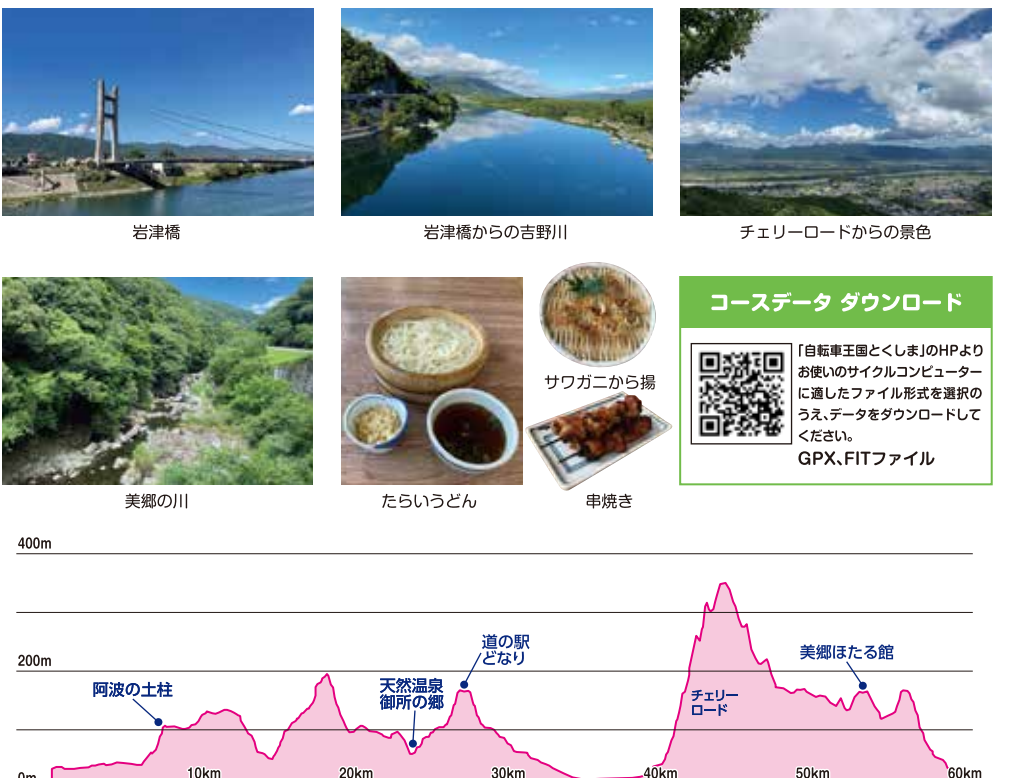 岩津橋
岩津橋からの吉野川
チェリーロードからの景色
美郷の川
たらいうどん
サワガニから揚
串焼き
コースデータ ダウンロード
「自転車王国とくしま」のHPより
お使いのサイクルコンピューター
に適したファイル形式を選択の
うえ、データをダウンロードして
ください。
GPX、FITファイル
400m
200m
0m
阿波の土柱
天然温泉
御所の郷
道の駅
どなり
チェリー
ロード
美郷ほたる館
10km
20km
30km
40km
50km
60km